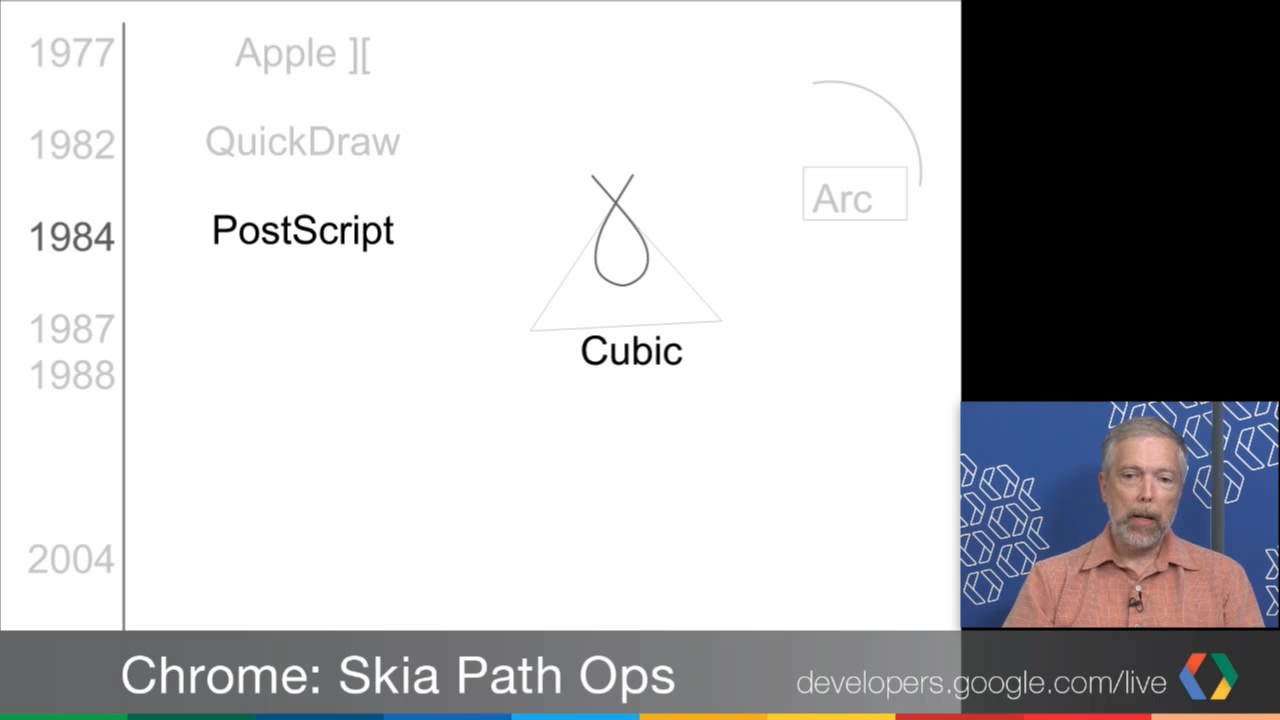 1977 Apple ][
1982 QuickDraw
Arc
1984 PostScript
1987
Cubic
1988
2004
Chrome: Skia Path Ops
developers.google.com/live